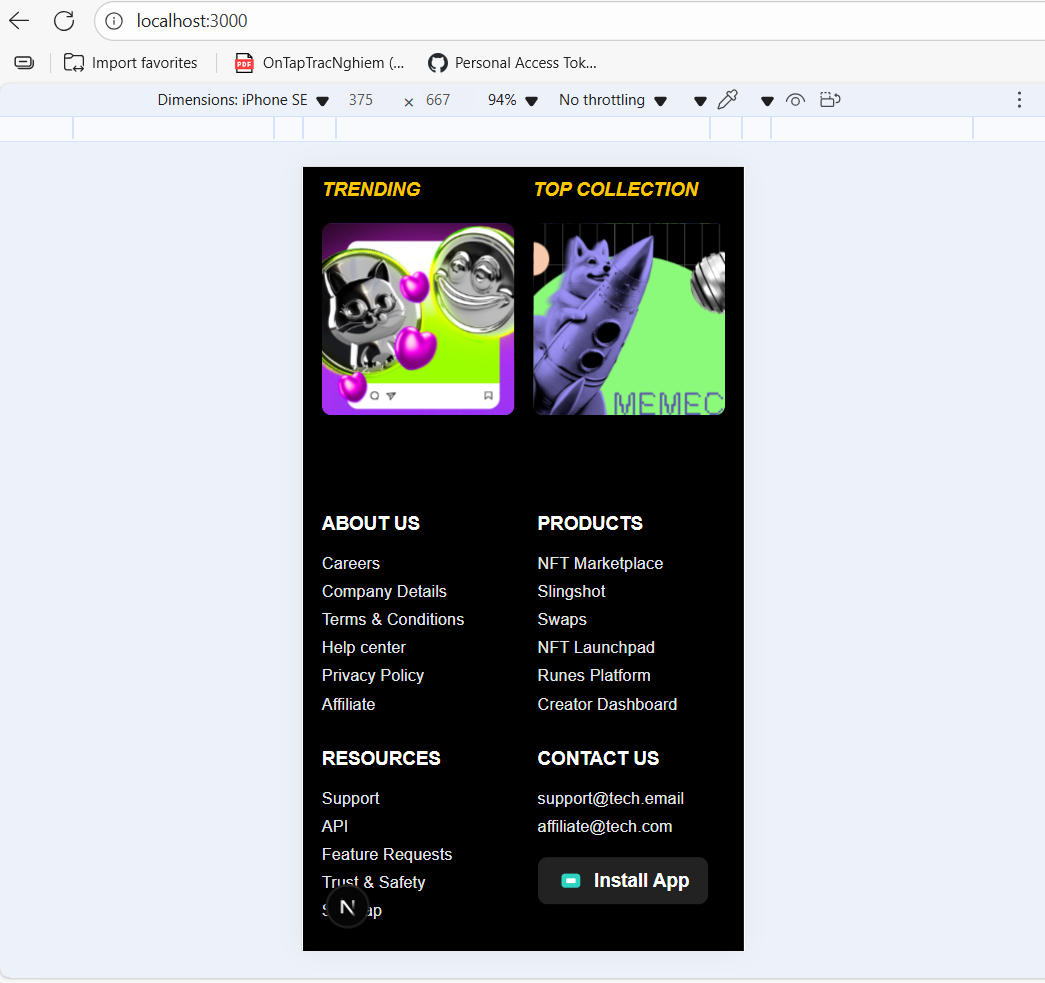 localhost:3000
Import favorites
OnTapTracNghiem (...
Personal Access Tok...
Dimensions: iPhone SE
375
×
667
94%
No throttling
TRENDING
TOP COLLECTION
MEMEC
ABOUT US
Careers
Company Details
Terms & Conditions
Help center
Privacy Policy
Affiliate
PRODUCTS
NFT Marketplace
Slingshot
Swaps
NFT Launchpad
Runes Platform
Creator Dashboard
RESOURCES
Support
API
Feature Requests
Trust & Safety
N
CONTACT US
support@tech.email
affiliate@tech.com
Install App